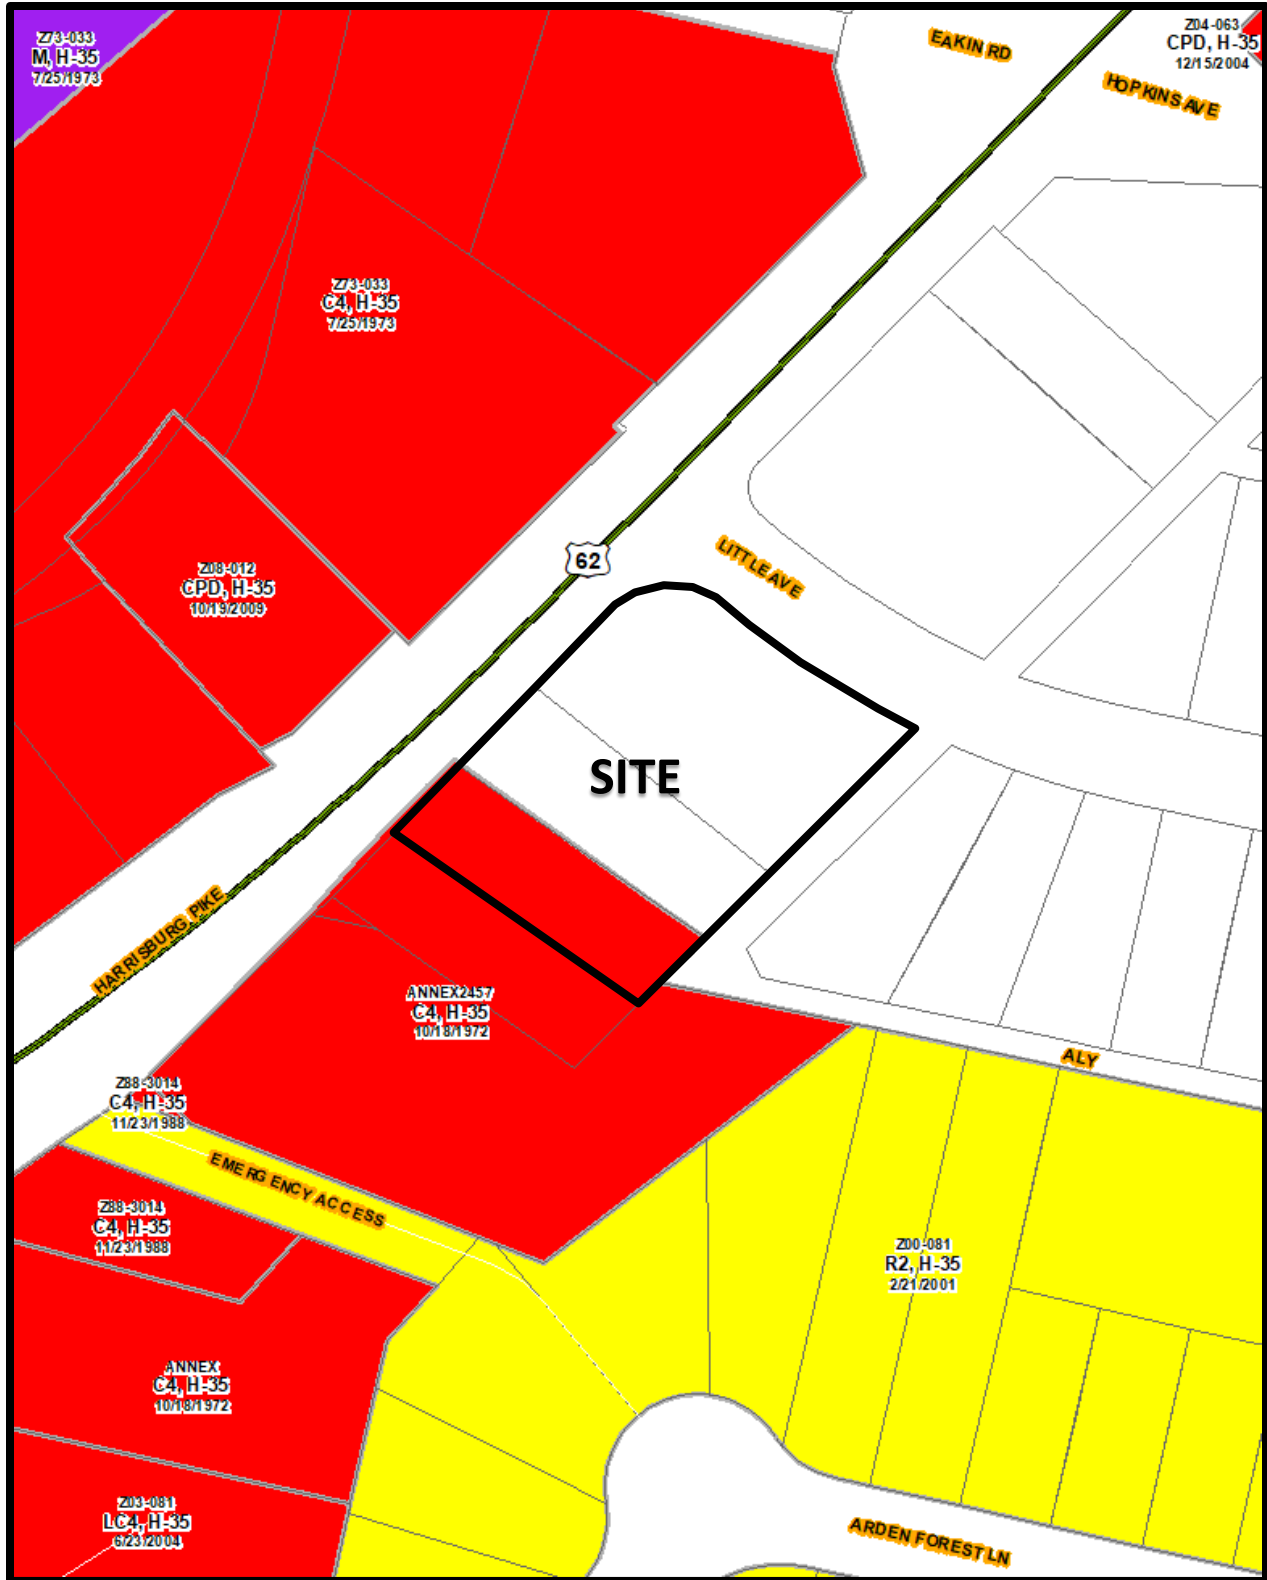 Z73-033
M, H-35
7/25/1973
EAKIN RD
Z04-063
CPD, H-35
12/15/2004
HOPKINS AVE
Z73-033
C4, H-35
7/25/1973
62
LITTLE AVE
Z08-012
CPD, H-35
10/19/2009
SITE
HARRISBURG PIKE
ANNEX2457
C4, H-35
10/18/1972
ALY
Z88-3014
C4, H-35
11/23/1988
EMERGENCY ACCESS
Z88-3014
C4, H-35
11/23/1988
Z00-081
R2, H-35
2/21/2001
ANNEX
C4, H-35
10/18/1972
Z03-081
LC4, H-35
6/23/2004
ARDEN FOREST LN